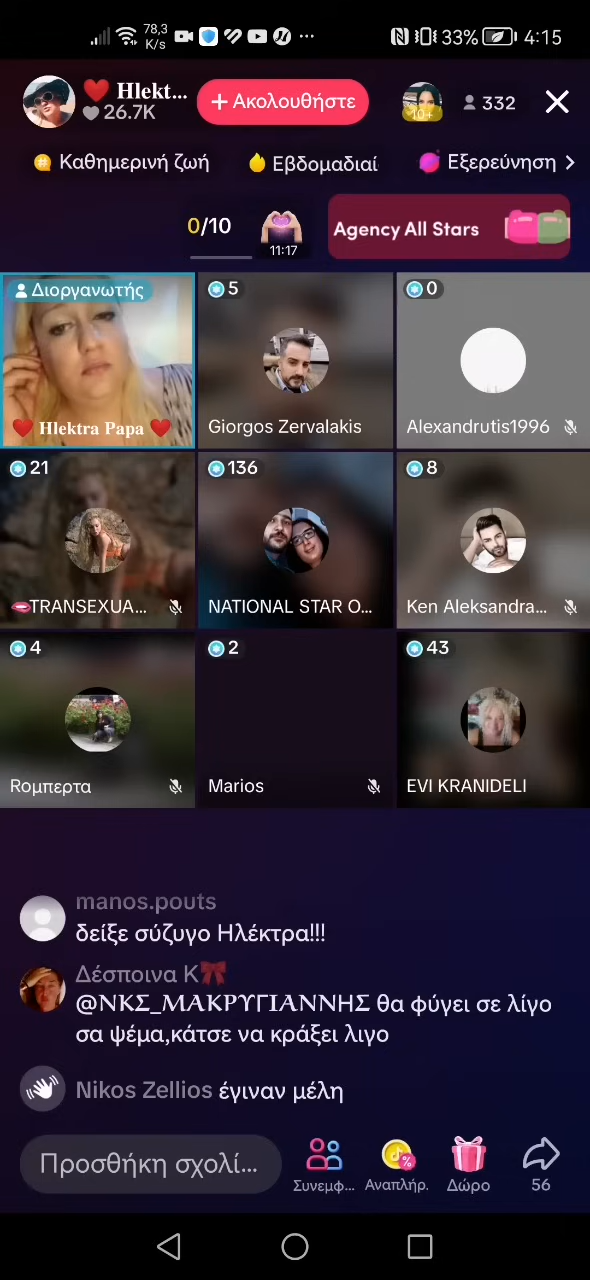 78,3
K/s
33%
4:15
❤️ Hlekt...
26.7K
+ Ακολουθήστε
10+
332
Καθημερινή ζωή
Εβδομαδιαί
Εξερεύνηση
0/10
11:17
Agency All Stars
Διοργανωτής
❤️ Hlektra Papa ❤️
5
Giorgos Zervalakis
0
Alexandrutis1996
21
👄TRANSEXUA...
136
NATIONAL STAR O...
8
Ken Aleksandra...
4
Ρομπερτα
2
Marios
43
EVI KRANIDELI
manos.pouts
δείξε σύζυγο Ηλέκτρα!!!
Δέσποινα Κ🎀
@ΝΚΣ_ΜΑΚΡΥΓΙΑΝΝΗΣ θα φύγει σε λίγο
σα ψέμα,κάτσε να κράξει λιγο
Nikos Zellios έγιναν μέλη
Προσθήκη σχολί...
Συνεμφ...
Αναπλήρ.
Δώρο
56